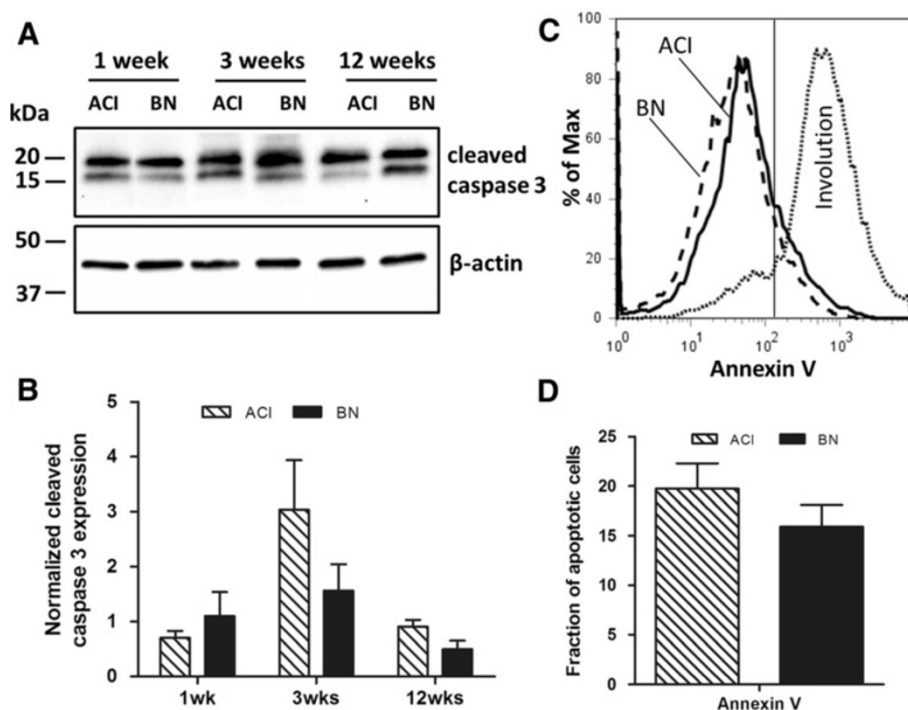 A
1 week 3 weeks 12 weeks
ACI BN ACI BN ACI BN
kDa
20
15
cleaved
caspase 3
50
37
β-actin
B
ACI BN
Normalized cleaved
caspase 3 expression
5
4
3
2
1
0
1wk 3wks 12wks
C
% of Max
100
80
60
40
20
0
ACI
BN
Involution
10⁰ 10¹ 10² 10³
Annexin V
D
ACI BN
Fraction of apoptotic cells
25
20
15
10
5
0
Annexin V